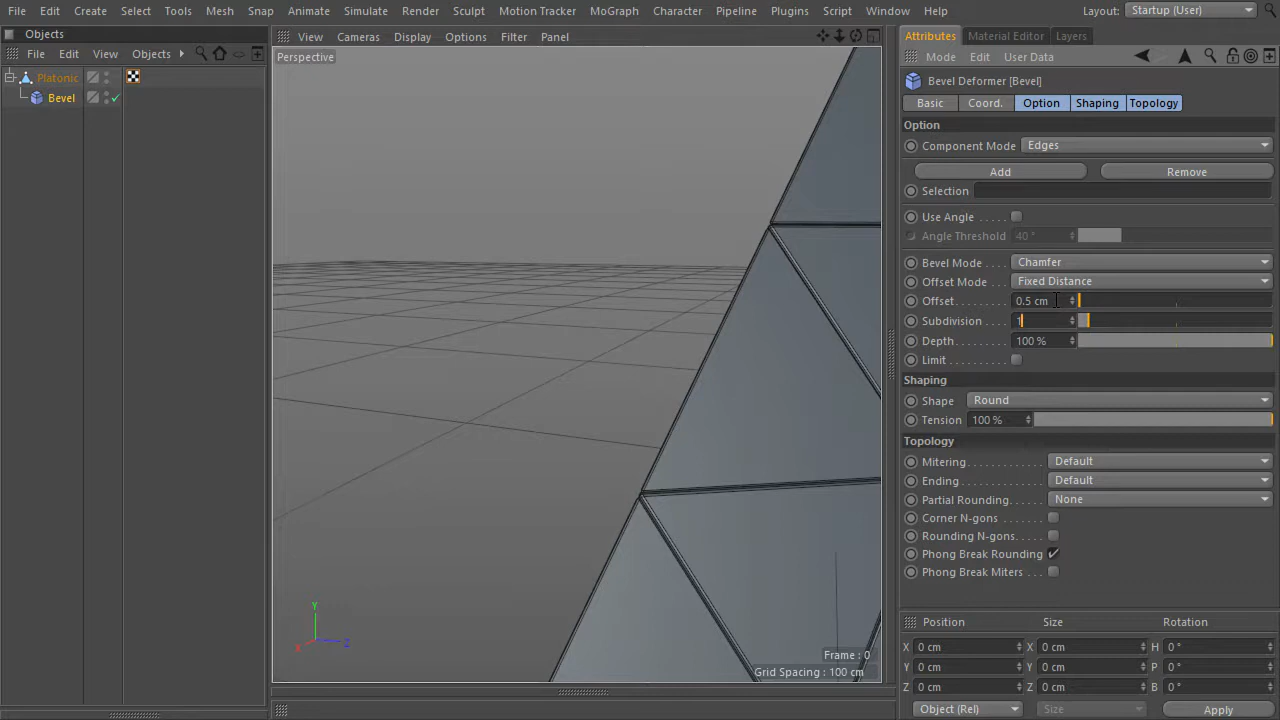 File Edit Create Select Tools Mesh Snap Animate Simulate Render Sculpt Motion Tracker MoGraph Character Pipeline Plugins Script Window Help Layout: Startup (User)
Objects
File Edit View Objects
Platonic
Bevel
View Cameras Display Options Filter Panel
Perspective
Y
X
Z
Frame : 0
Grid Spacing : 100 cm
Attributes Material Editor Layers
Mode Edit User Data
Bevel Deformer [Bevel]
Basic Coord. Option Shaping Topology
Option
Component Mode Edges
Add Remove
Selection
Use Angle . . . . .
Angle Threshold 40 °
Bevel Mode . . . . Chamfer
Offset Mode . . . Fixed Distance
Offset . . . . . . . . 0.5 cm
Subdivision . . . 1
Depth . . . . . . . . 100 %
Limit . . . . . . . . .
Shaping
Shape Round
Tension 100 %
Topology
Mitering . . . . . . . . . . . . Default
Ending . . . . . . . . . . . . . Default
Partial Rounding. . . . . None
Corner N-gons . . . . . .
Rounding N-gons. . . . .
Phong Break Rounding
Phong Break Miters . . .
Position Size Rotation
X 0 cm X 0 cm H 0 °
Y 0 cm Y 0 cm P 0 °
Z 0 cm Z 0 cm B 0 °
Object (Rel) Size Apply